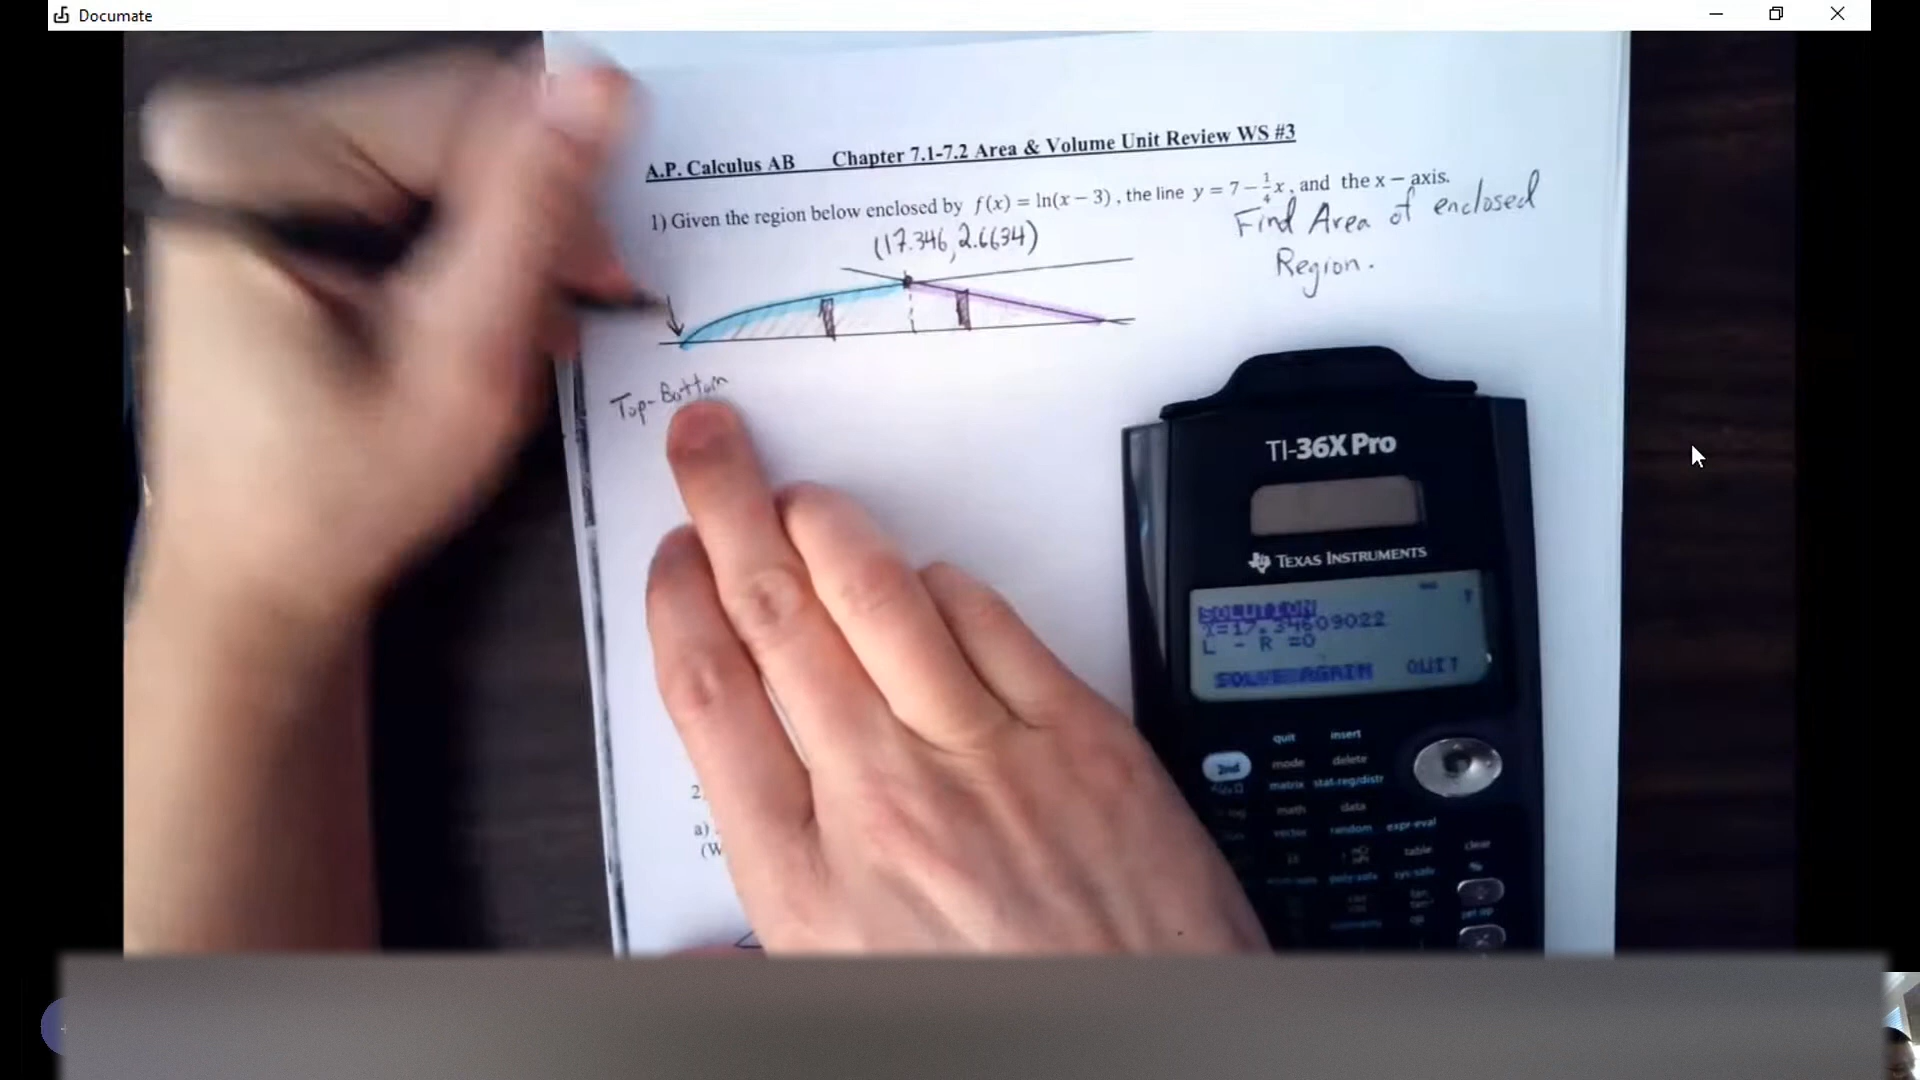 Documate
A.P. Calculus AB Chapter 7.1-7.2 Area & Volume Unit Review WS #3
1) Given the region below enclosed by f(x) = ln(x − 3), the line y = 7 − 1/4 x, and the x − axis.
Find Area of enclosed
Region.
(17.346, 2.6634)
Top-Bottom
TI-36X Pro
TEXAS INSTRUMENTS
SOLUTION
X=17.34609022
L - R =0
SOLVE AGAIN QUIT
quit insert
2nd mode delete
matrix stat-reg/distr
math data
vector random expr-eval
table clear
2
a)
(W